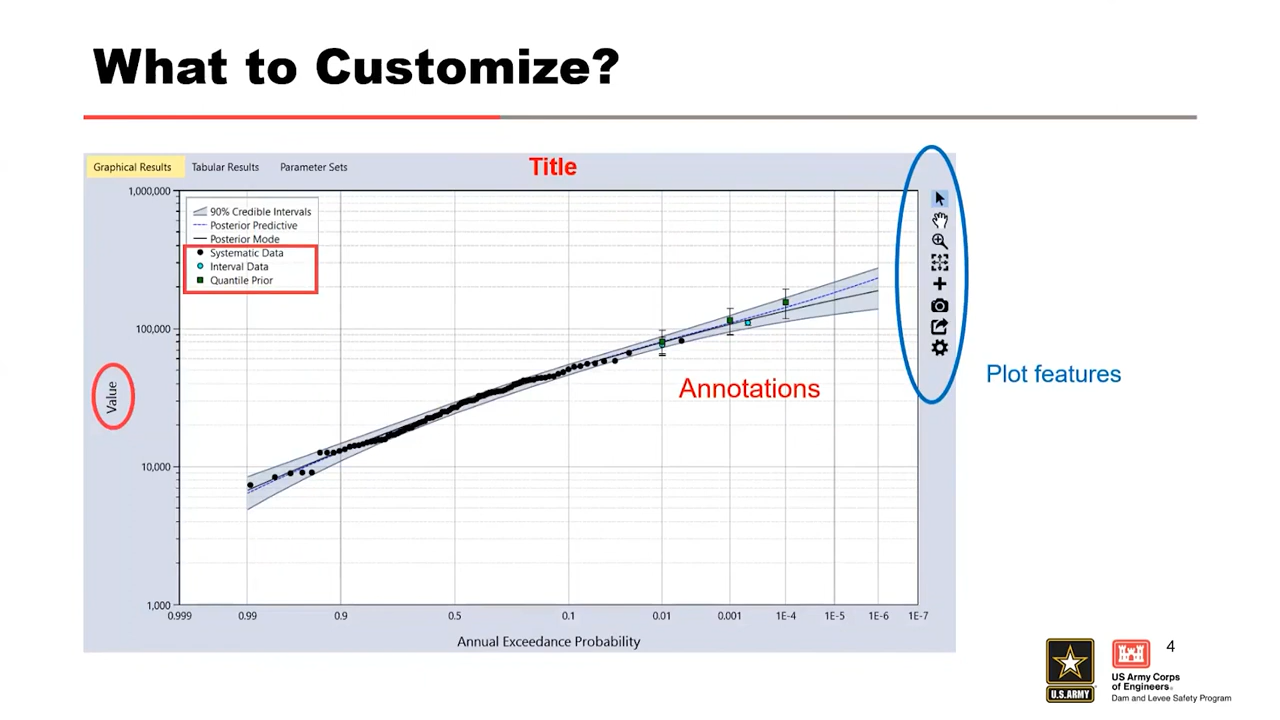 What to Customize?
Graphical Results
Tabular Results
Parameter Sets
Title
1,000,000
90% Credible Intervals
Posterior Predictive
Posterior Mode
Systematic Data
Interval Data
Quantile Prior
100,000
Value
Annotations
Plot features
10,000
1,000
0.999
0.99
0.9
0.5
0.1
0.01
0.001
1E-4
1E-5
1E-6
1E-7
Annual Exceedance Probability
4
U.S.ARMY
US Army Corps
of Engineers®
Dam and Levee Safety Program